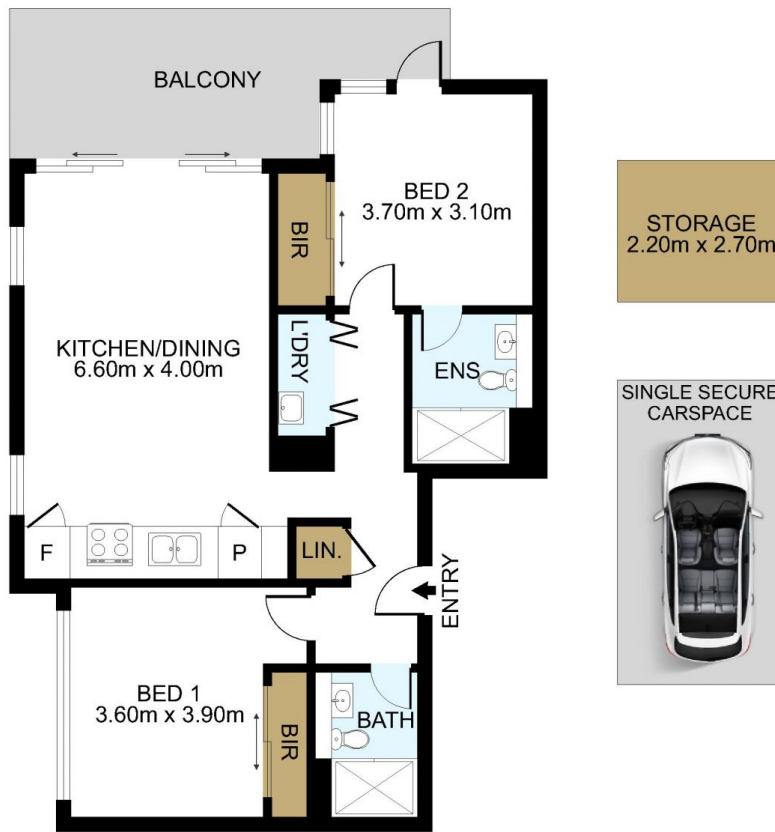 BALCONY
BED 2
3.70m x 3.10m
BIR
STORAGE
2.20m x 2.70m
KITCHEN/DINING
6.60m x 4.00m
L'DRY
ENS
SINGLE SECURE
CARSPACE
F
P
LIN.
ENTRY
BED 1
3.60m x 3.90m
BIR
BATH